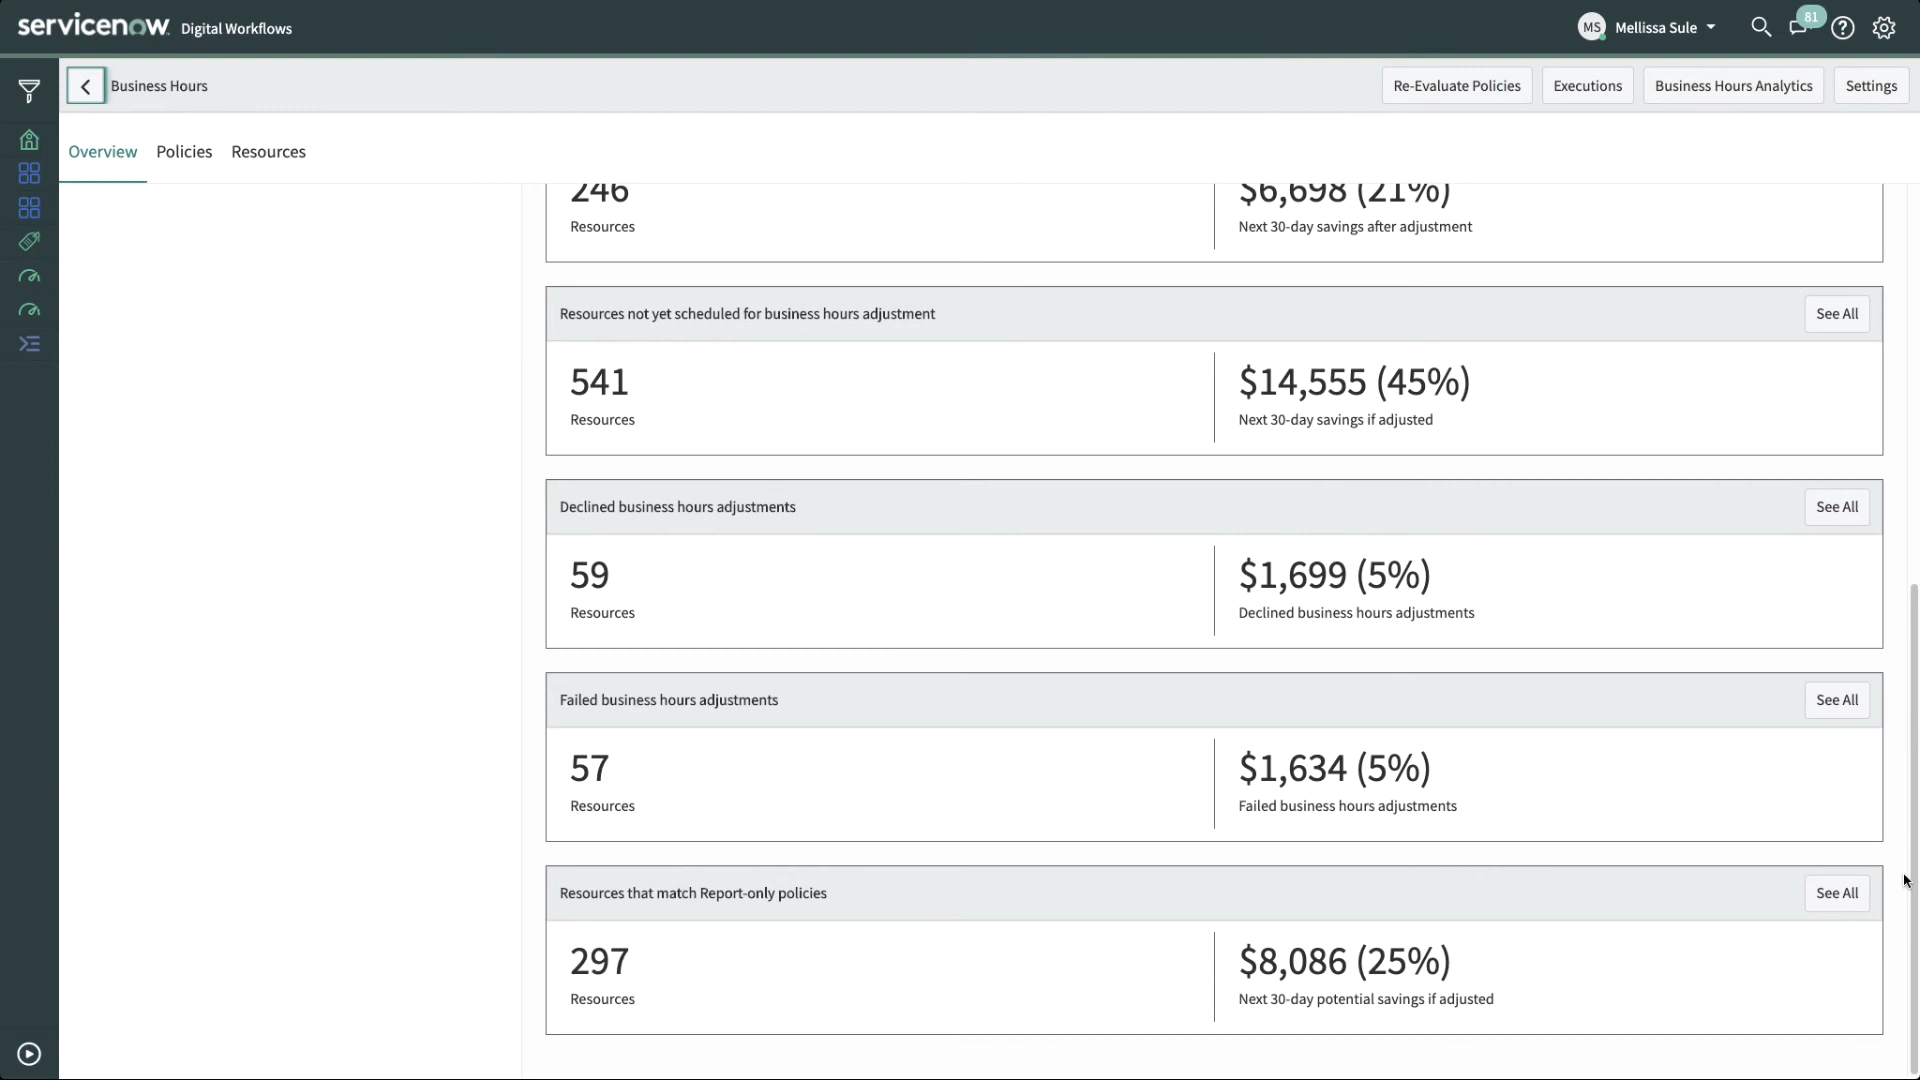 servicenow Digital Workflows
MS Mellissa Sule
81
Business Hours
Re-Evaluate Policies Executions Business Hours Analytics Settings
Overview Policies Resources
246 $6,698 (21%)
Resources Next 30-day savings after adjustment
Resources not yet scheduled for business hours adjustment See All
541 $14,555 (45%)
Resources Next 30-day savings if adjusted
Declined business hours adjustments See All
59 $1,699 (5%)
Resources Declined business hours adjustments
Failed business hours adjustments See All
57 $1,634 (5%)
Resources Failed business hours adjustments
Resources that match Report-only policies See All
297 $8,086 (25%)
Resources Next 30-day potential savings if adjusted